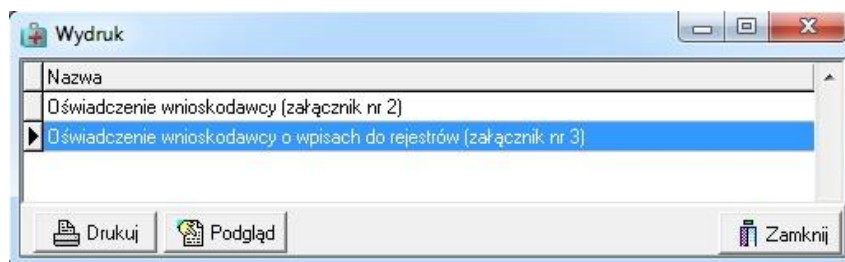 Wydruk
Nazwa
Oświadczenie wnioskodawcy (załącznik nr 2)
Oświadczenie wnioskodawcy o wpisach do rejestrów (załącznik nr 3)
Drukuj Podgląd Zamknij